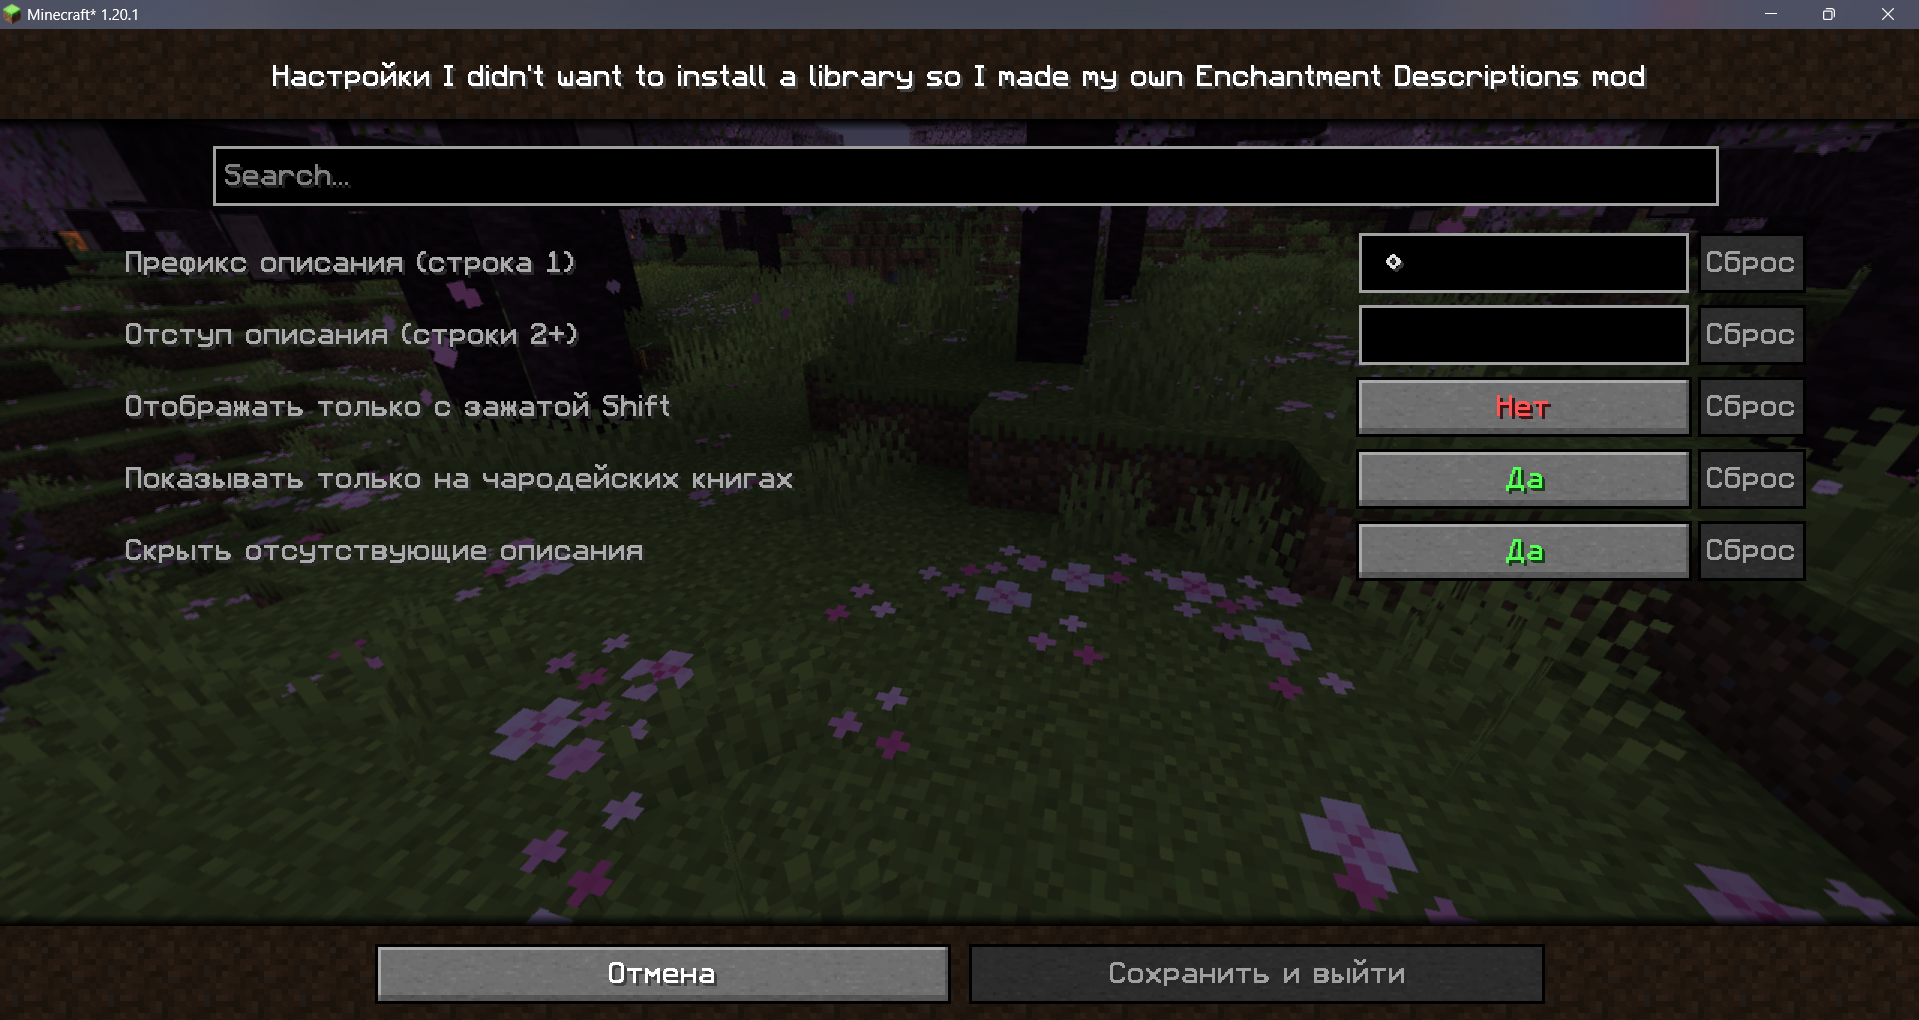 Minecraft* 1.20.1
Настройки I didn't want to install a library so I made my own Enchantment Descriptions mod
Search...
Префикс описания (строка 1) ◇ Сброс
Отступ описания (строки 2+) Сброс
Отображать только с зажатой Shift Нет Сброс
Показывать только на чародейских книгах Да Сброс
Скрыть отсутствующие описания Да Сброс
Отмена Сохранить и выйти